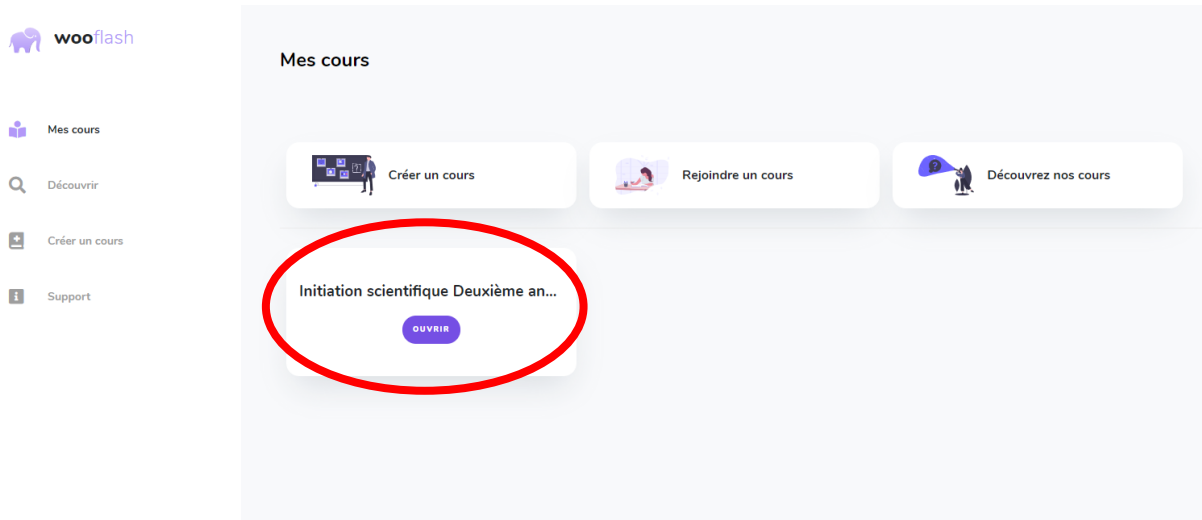 wooflash
Mes cours
Découvrir
Créer un cours
Support
Mes cours
Créer un cours
Rejoindre un cours
Découvrez nos cours
Initiation scientifique Deuxième an...
OUVRIR